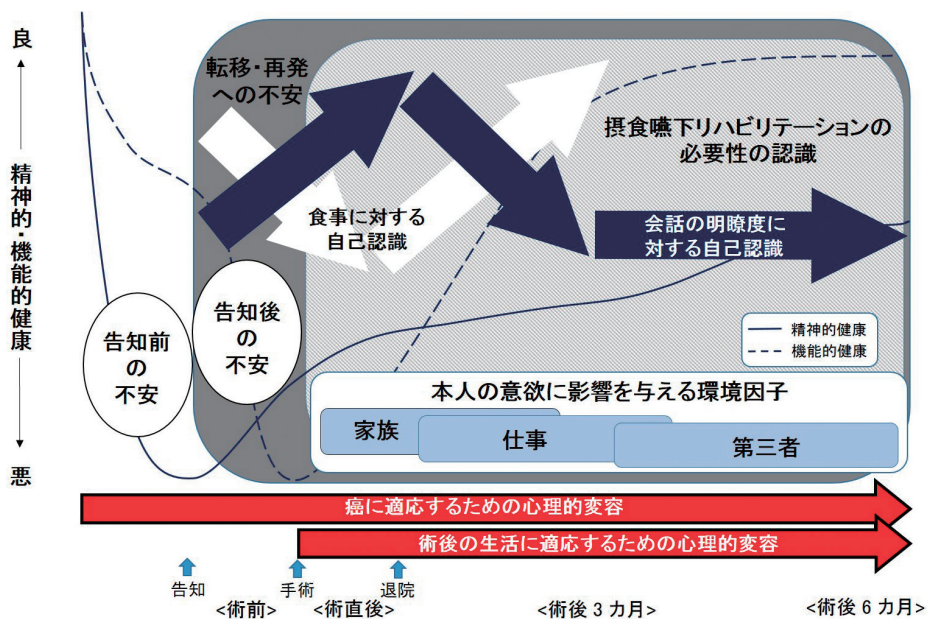 良
精神的・機能的健康
悪
転移・再発
への不安
摂食嚥下リハビリテーションの
必要性の認識
食事に対する
自己認識
会話の明瞭度に
対する自己認識
告知前
の
不安
告知後
の
不安
精神的健康
機能的健康
本人の意欲に影響を与える環境因子
家族
仕事
第三者
癌に適応するための心理的変容
術後の生活に適応するための心理的変容
告知
手術
退院
<術前>
<術直後>
<術後３カ月>
<術後６カ月>